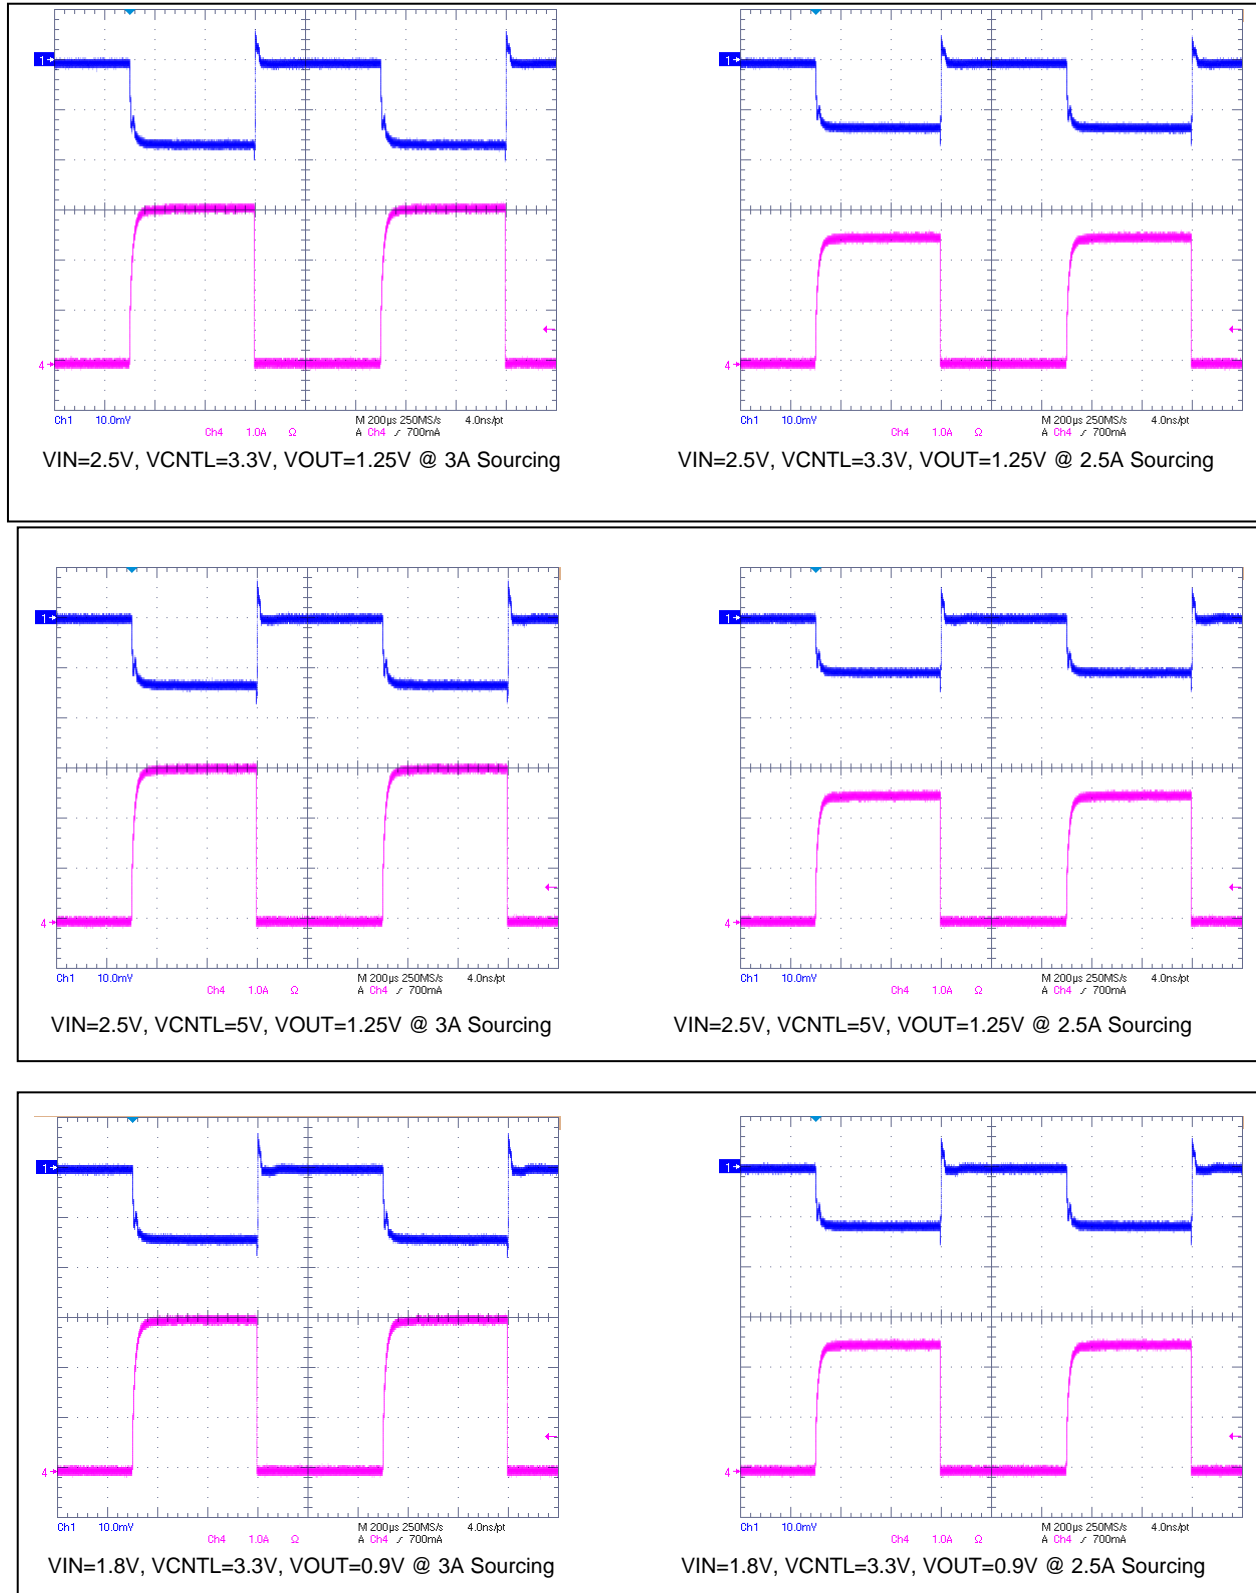 1
4
Ch1 10.0mV M 200µs 250MS/s 4.0ns/pt
Ch4 1.0A Ω A Ch4 ⌿ 700mA
VIN=2.5V, VCNTL=3.3V, VOUT=1.25V @ 3A Sourcing
1
4
Ch1 10.0mV M 200µs 250MS/s 4.0ns/pt
Ch4 1.0A Ω A Ch4 ⌿ 700mA
VIN=2.5V, VCNTL=3.3V, VOUT=1.25V @ 2.5A Sourcing
1
4
Ch1 10.0mV M 200µs 250MS/s 4.0ns/pt
Ch4 1.0A Ω A Ch4 ⌿ 700mA
VIN=2.5V, VCNTL=5V, VOUT=1.25V @ 3A Sourcing
1
4
Ch1 10.0mV M 200µs 250MS/s 4.0ns/pt
Ch4 1.0A Ω A Ch4 ⌿ 700mA
VIN=2.5V, VCNTL=5V, VOUT=1.25V @ 2.5A Sourcing
1
4
Ch1 10.0mV M 200µs 250MS/s 4.0ns/pt
Ch4 1.0A Ω A Ch4 ⌿ 700mA
VIN=1.8V, VCNTL=3.3V, VOUT=0.9V @ 3A Sourcing
1
4
Ch1 10.0mV M 200µs 250MS/s 4.0ns/pt
Ch4 1.0A Ω A Ch4 ⌿ 700mA
VIN=1.8V, VCNTL=3.3V, VOUT=0.9V @ 2.5A Sourcing